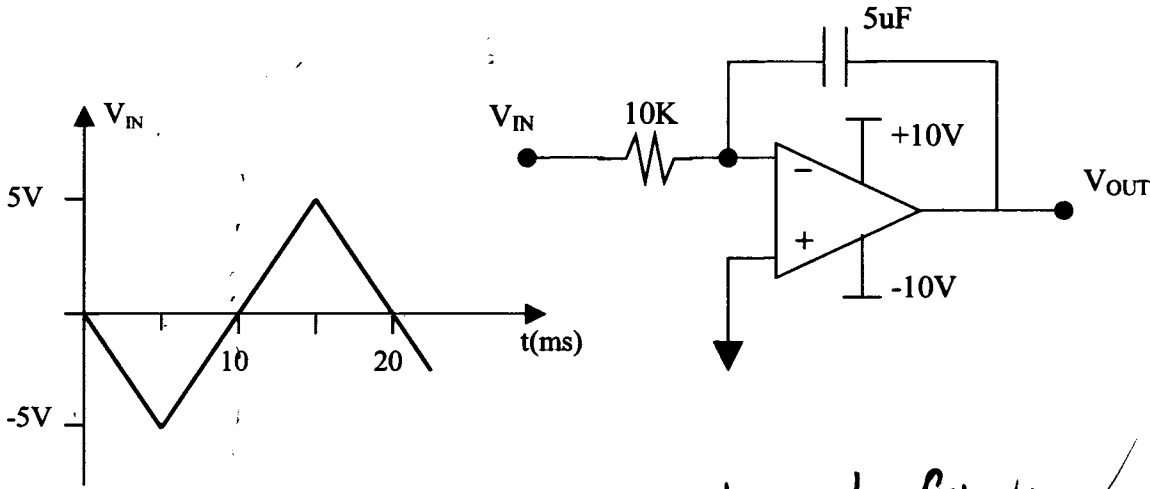 5uF
V_IN
V_IN
10K
+10V
V_OUT
5V
−
+
-10V
t(ms)
10
20
-5V